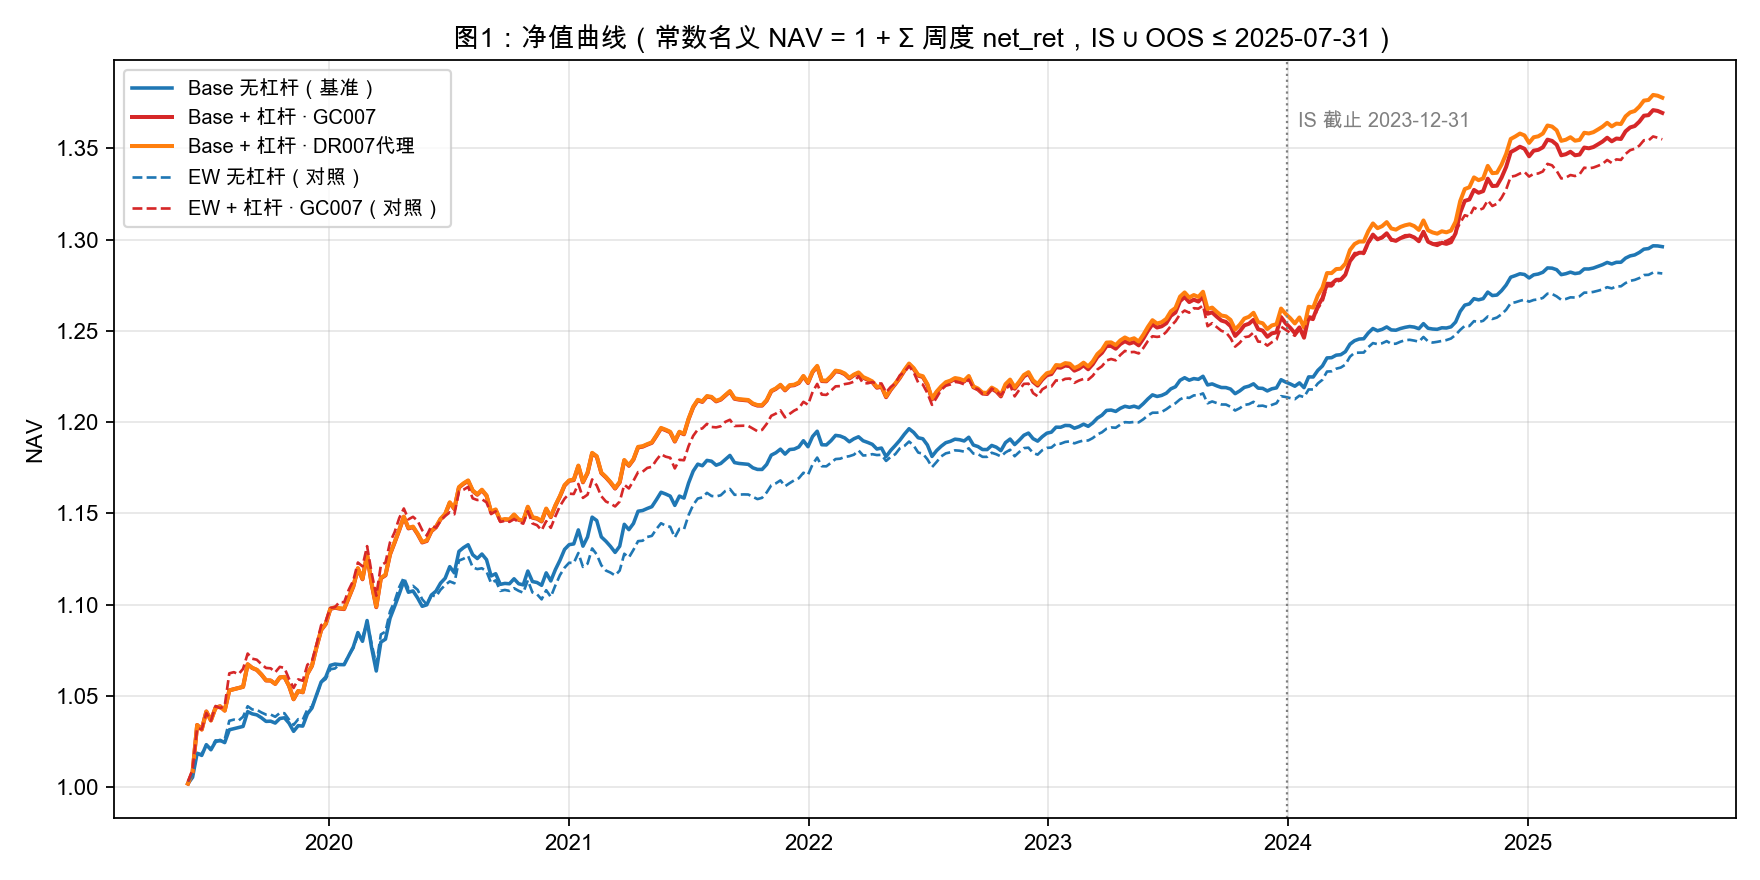 图1：净值曲线（常数名义 NAV = 1 + Σ 周度 net_ret，IS ∪ OOS ≤ 2025-07-31）
Base 无杠杆（基准）
Base + 杠杆 · GC007
Base + 杠杆 · DR007代理
EW 无杠杆（对照）
EW + 杠杆 · GC007（对照）
IS 截止 2023-12-31
NAV
1.35
1.30
1.25
1.20
1.15
1.10
1.05
1.00
2020 2021 2022 2023 2024 2025